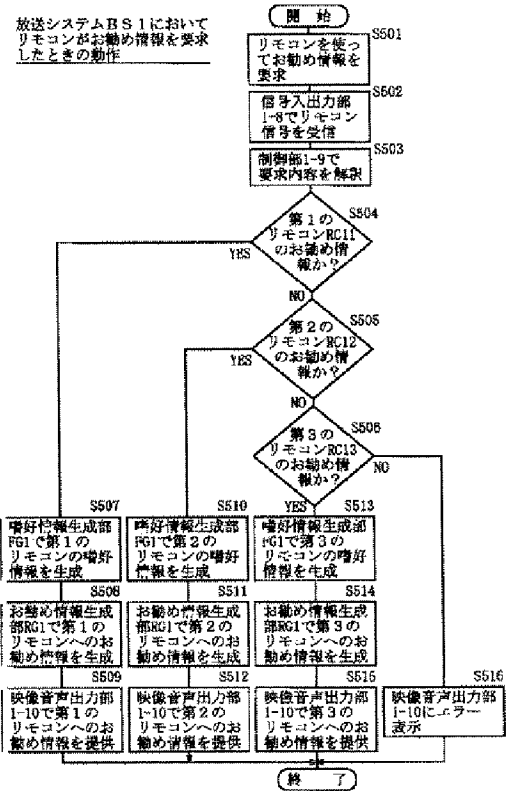 放送システムBS1において
リモコンがお勧め情報を要求
したときの動作
開 始
S501
リモコンを使っ
てお勧め情報を
要求
S502
信号入出力部
1-8でリモコン
信号を受信
S503
制御部1-9で
要求内容を解釈
S504
第1の
リモコンRC11
のお勧め情
報か?
YES
NO
S505
第2の
リモコンRC12
のお勧め情
報か?
YES
NO
S506
第3の
リモコンRC13
のお勧め情
報か?
NO
YES
S507
嗜好情報生成部
FG1で第1の
リモコンの嗜好
情報を生成
S510
嗜好情報生成部
FG1で第2の
リモコンの嗜好
情報を生成
S513
嗜好情報生成部
FG1で第3の
リモコンの嗜好
情報を生成
S508
お勧め情報生成
部RG1で第1の
リモコンへのお
勧め情報を生成
S511
お勧め情報生成
部RG1で第2の
リモコンへのお
勧め情報を生成
S514
お勧め情報生成
部RG1で第3の
リモコンへのお
勧め情報を生成
S509
映像音声出力部
1-10で第1の
リモコンへのお
勧め情報を提供
S512
映像音声出力部
1-10で第2の
リモコンへのお
勧め情報を提供
S515
映像音声出力部
1-10で第3の
リモコンへのお
勧め情報を提供
S516
映像音声出力部
1-10にエラー
表示
終 了